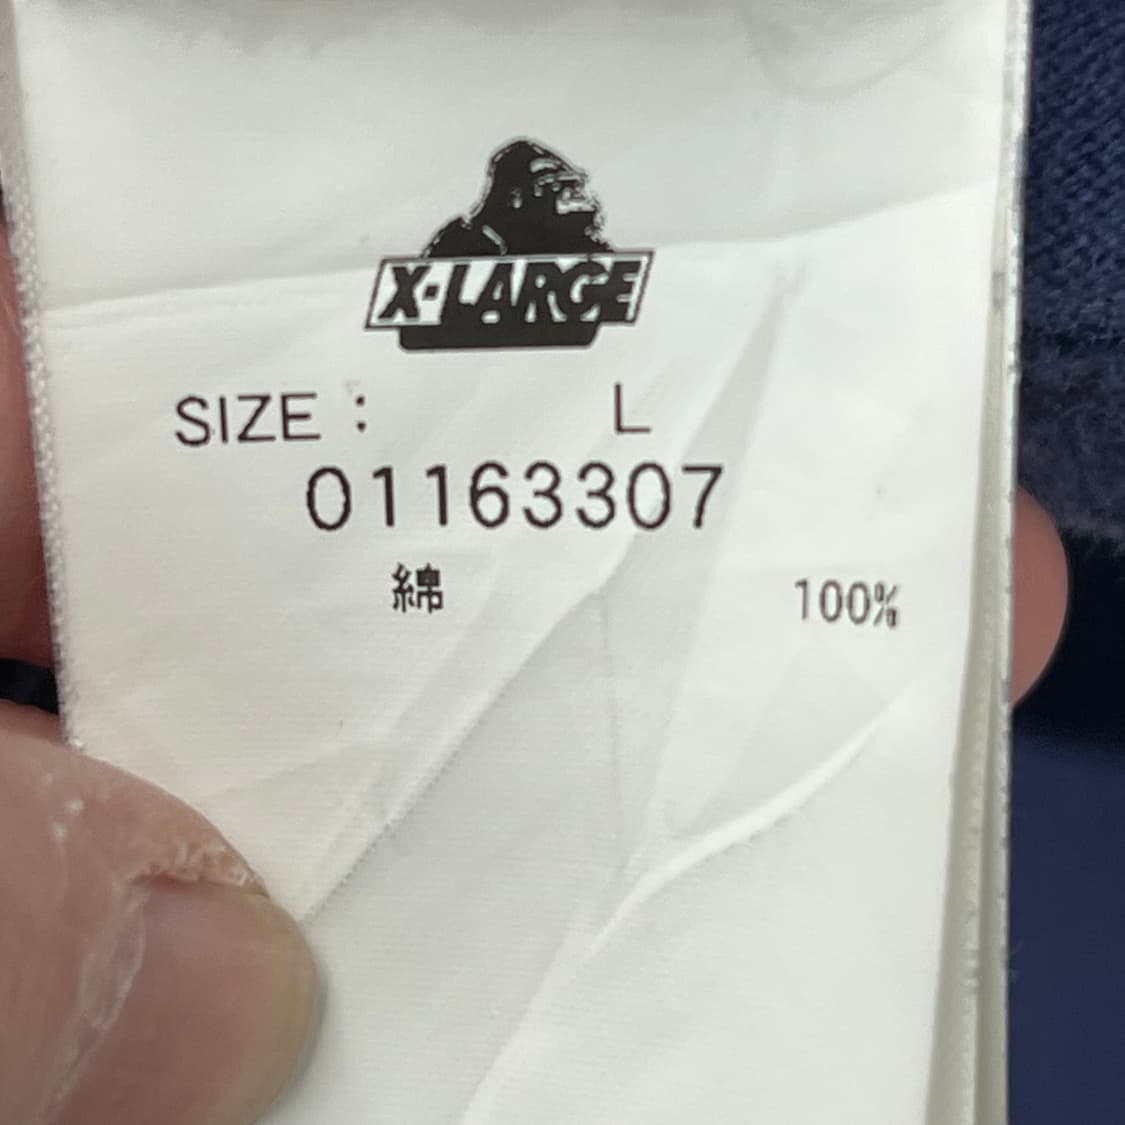 X-LARGE
SIZE : L
01163307
綿 100%